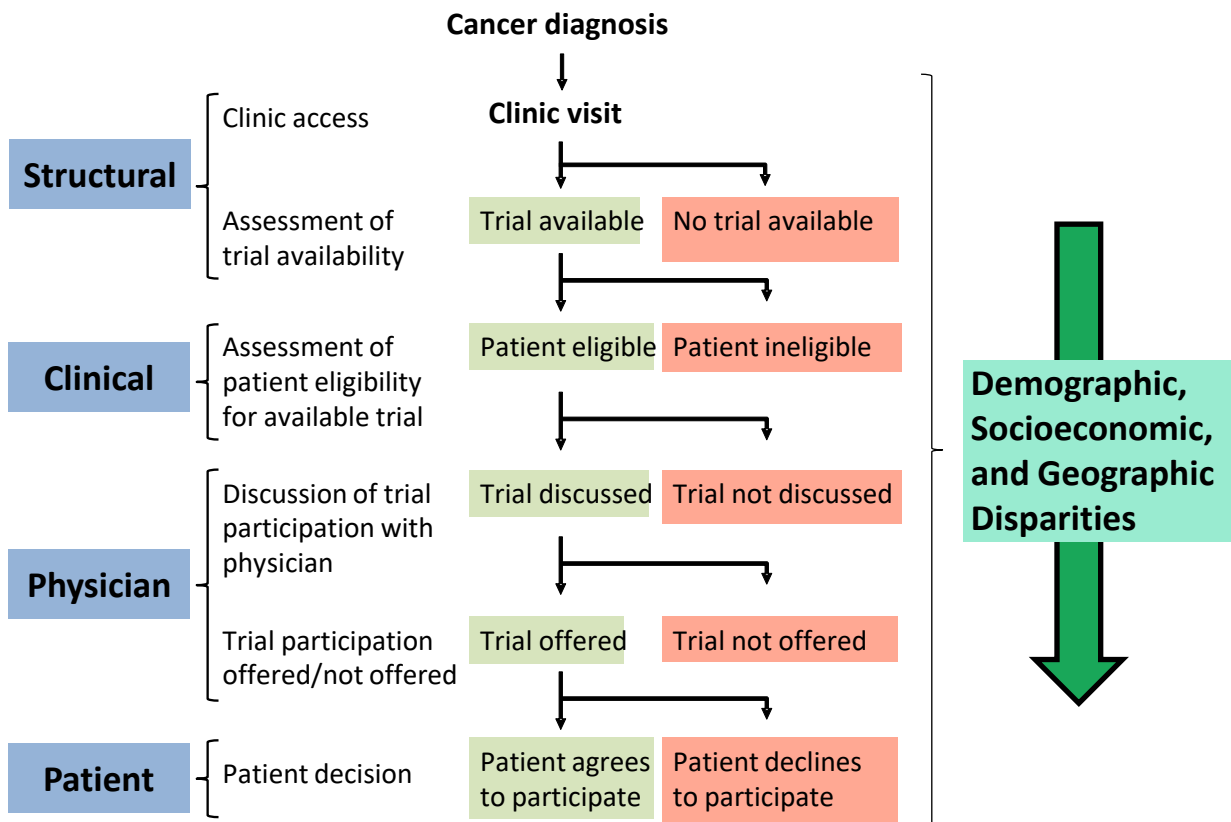 Cancer diagnosis
Clinic visit
Structural
Clinic access
Assessment of
trial availability
Trial available
No trial available
Clinical
Assessment of
patient eligibility
for available trial
Patient eligible
Patient ineligible
Physician
Discussion of trial
participation with
physician
Trial discussed
Trial not discussed
Trial participation
offered/not offered
Trial offered
Trial not offered
Patient
Patient decision
Patient agrees
to participate
Patient declines
to participate
Demographic,
Socioeconomic,
and Geographic
Disparities